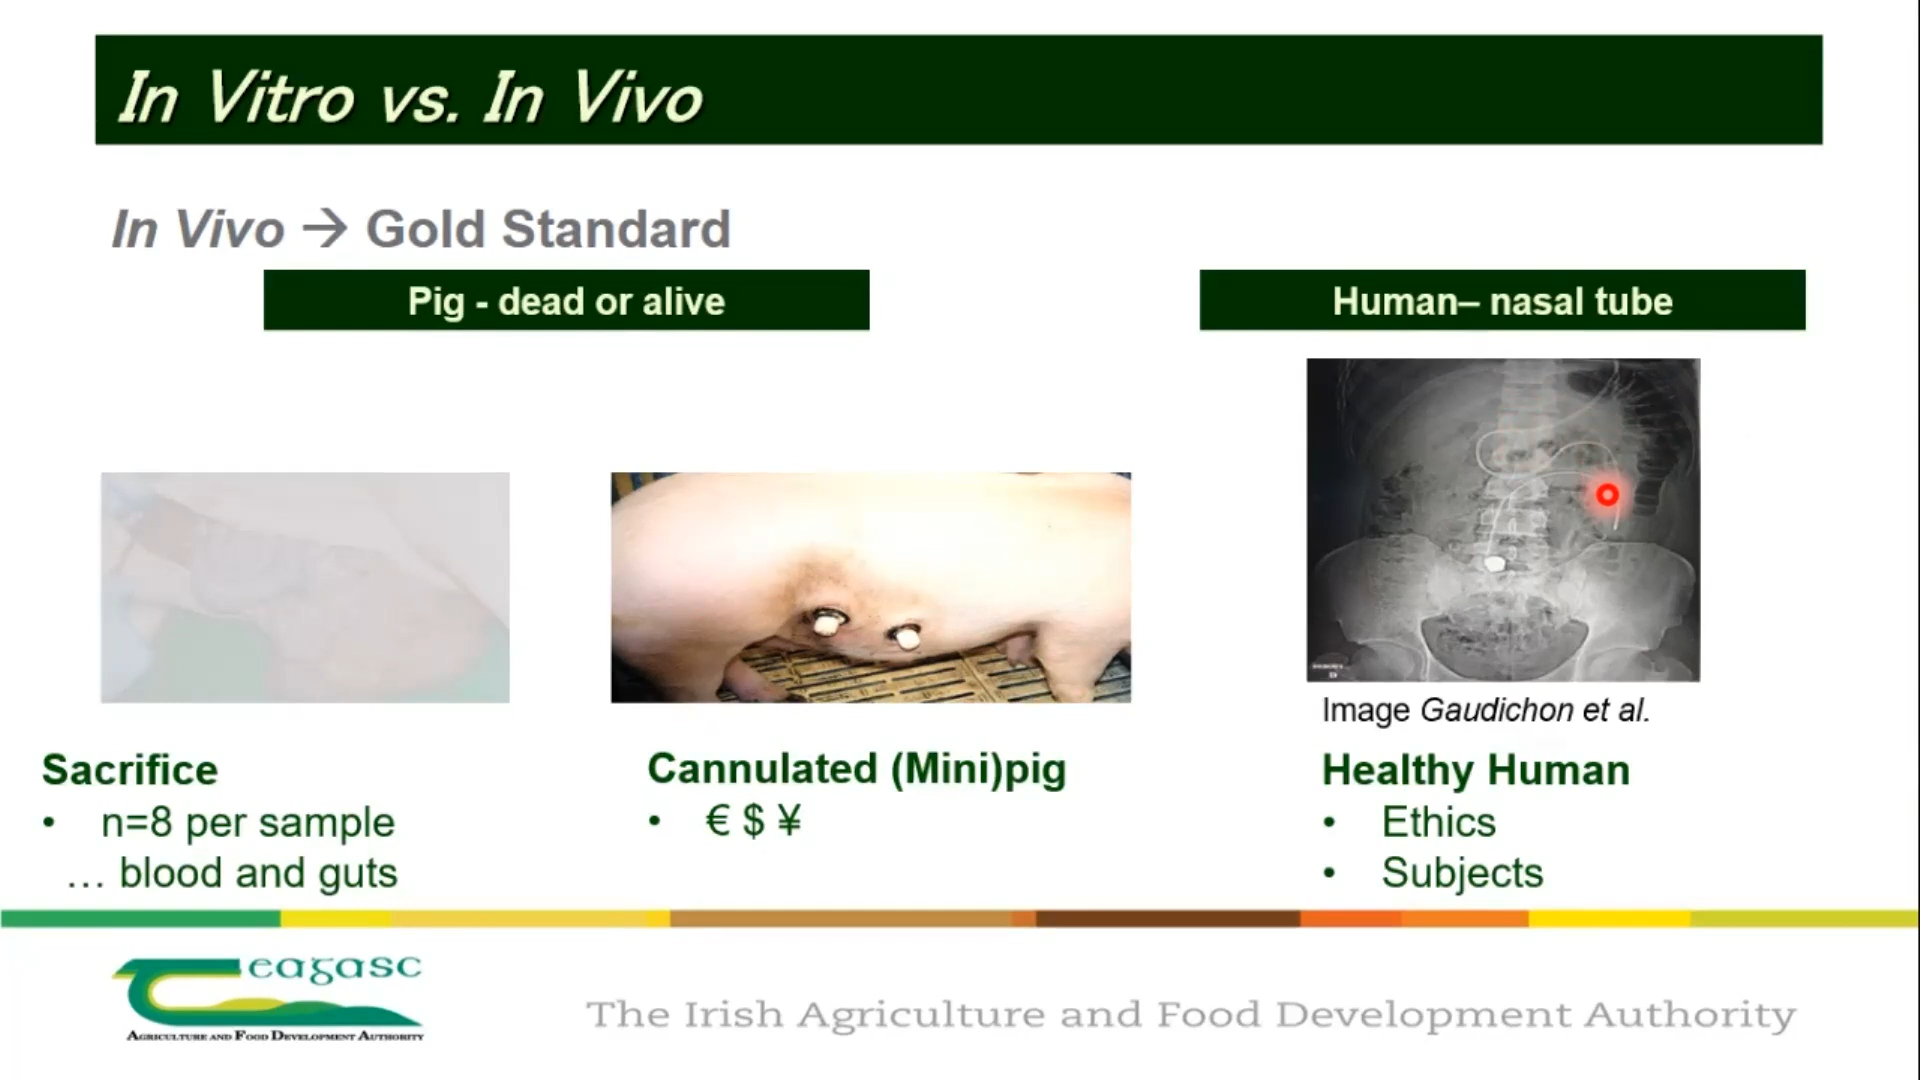 In Vitro vs. In Vivo
In Vivo → Gold Standard
Pig - dead or alive
Human– nasal tube
Image Gaudichon et al.
Sacrifice
• n=8 per sample
… blood and guts
Cannulated (Mini)pig
• € $ ¥
Healthy Human
• Ethics
• Subjects
Teagasc
AGRICULTURE AND FOOD DEVELOPMENT AUTHORITY
The Irish Agriculture and Food Development Authority